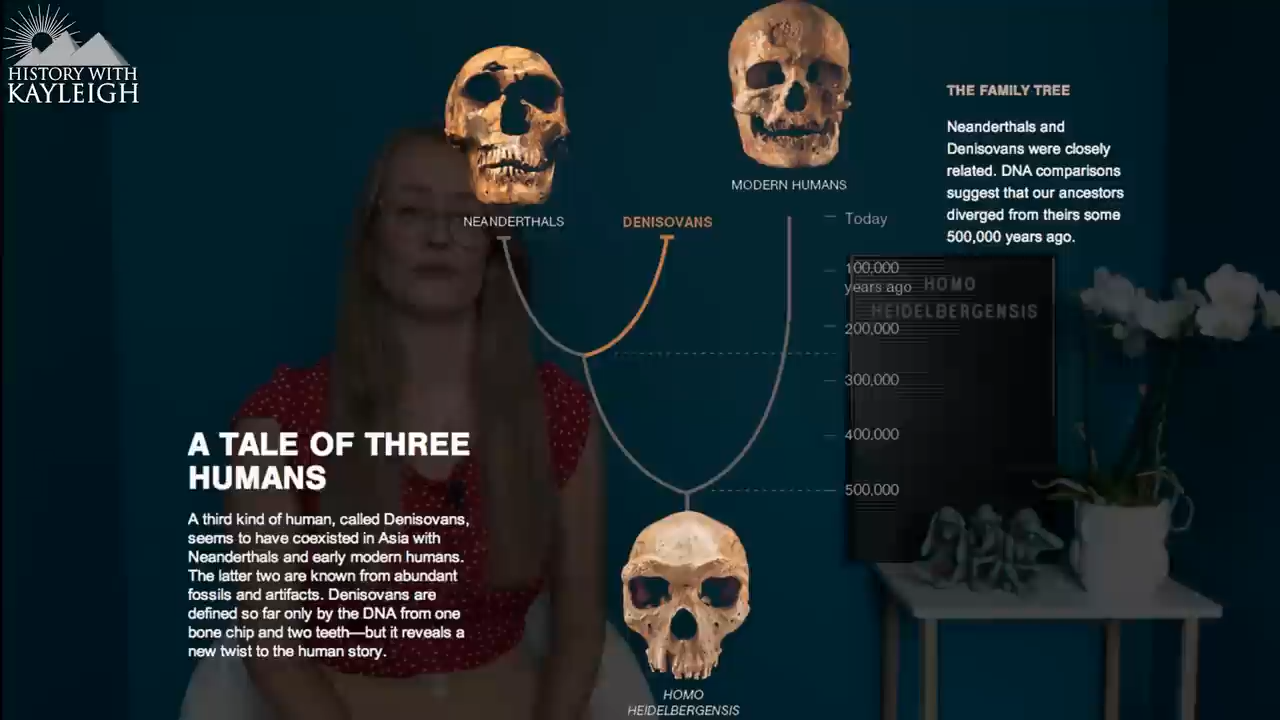 HISTORY WITH
KAYLEIGH
THE FAMILY TREE
Neanderthals and
Denisovans were closely
related. DNA comparisons
suggest that our ancestors
diverged from theirs some
500,000 years ago.
MODERN HUMANS
NEANDERTHALS
DENISOVANS
Today
100,000
years ago
HOMO
HEIDELBERGENSIS
200,000
300,000
400,000
500,000
A TALE OF THREE
HUMANS
A third kind of human, called Denisovans,
seems to have coexisted in Asia with
Neanderthals and early modern humans.
The latter two are known from abundant
fossils and artifacts. Denisovans are
defined so far only by the DNA from one
bone chip and two teeth—but it reveals a
new twist to the human story.
HOMO
HEIDELBERGENSIS